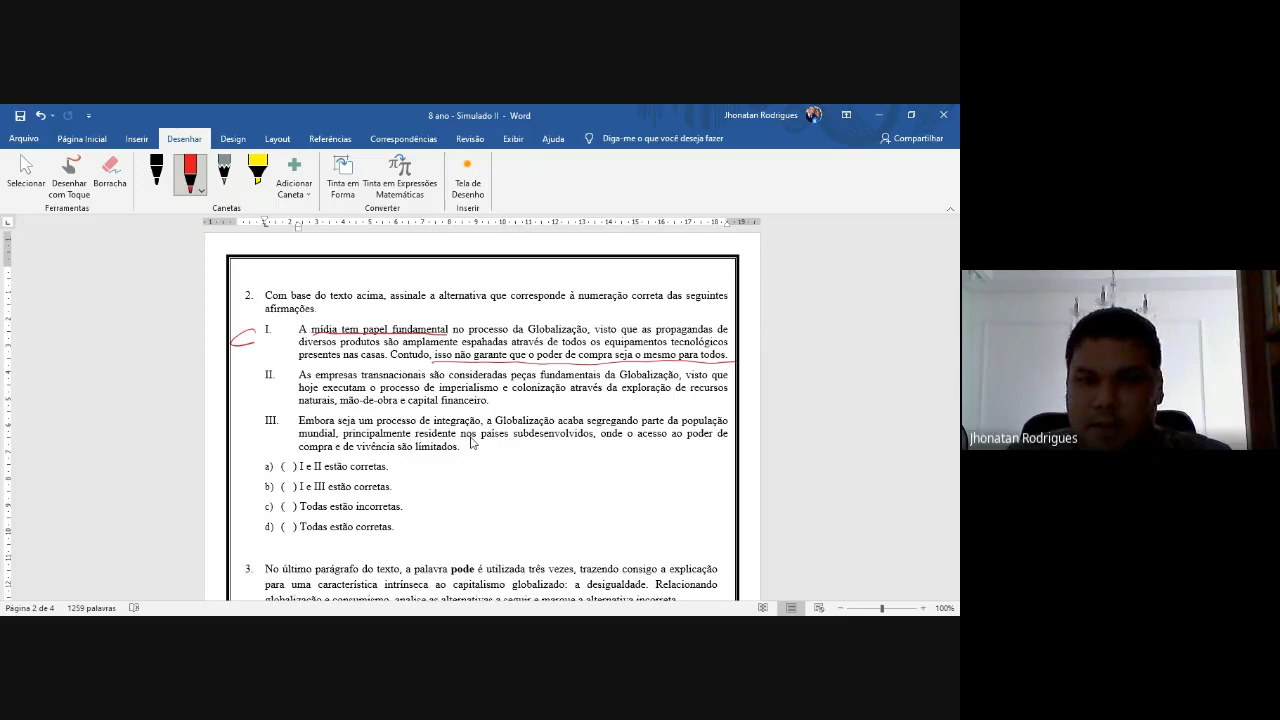 8 ano - Simulado II - Word
Jhonatan Rodrigues
Arquivo Página Inicial Inserir Desenhar Design Layout Referências Correspondências Revisão Exibir Ajuda Diga-me o que você deseja fazer Compartilhar
Selecionar Desenhar com Toque Borracha Adicionar Caneta Tinta em Forma Tinta em Expressões Matemáticas Tela de Desenho
Ferramentas Canetas Converter Inserir
2. Com base do texto acima, assinale a alternativa que corresponde à numeração correta das seguintes
afirmações.
I. A mídia tem papel fundamental no processo da Globalização, visto que as propagandas de
diversos produtos são amplamente espahadas através de todos os equipamentos tecnológicos
presentes nas casas. Contudo, isso não garante que o poder de compra seja o mesmo para todos.
II. As empresas transnacionais são consideradas peças fundamentais da Globalização, visto que
hoje executam o processo de imperialismo e colonização através da exploração de recursos
naturais, mão-de-obra e capital financeiro.
III. Embora seja um processo de integração, a Globalização acaba segregando parte da população
mundial, principalmente residente nos países subdesenvolvidos, onde o acesso ao poder de
compra e de vivência são limitados.
a) ( ) I e II estão corretas.
b) ( ) I e III estão corretas.
c) ( ) Todas estão incorretas.
d) ( ) Todas estão corretas.
3. No último parágrafo do texto, a palavra pode é utilizada três vezes, trazendo consigo a explicação
para uma característica intrínseca ao capitalismo globalizado: a desigualdade. Relacionando
globalização e consumismo, analise as alternativas a seguir e marque a alternativa incorreta.
Página 2 de 4 1259 palavras 100%
Jhonatan Rodrigues